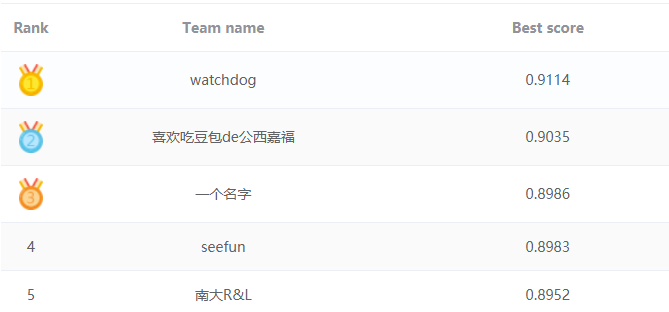 Rank Team name Best score
1 watchdog 0.9114
2 喜欢吃豆包de公西嘉福 0.9035
3 一个名字 0.8986
4 seefun 0.8983
5 南大R&L 0.8952